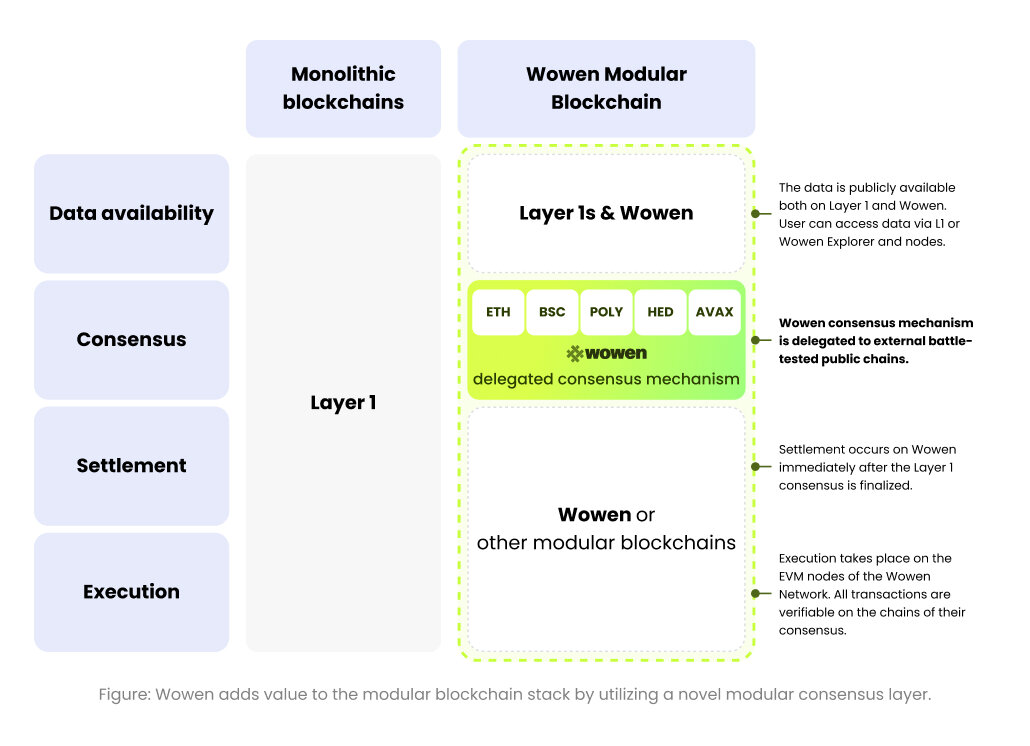 Monolithic
blockchains
Wowen Modular
Blockchain
Data availability
Layer 1s & Wowen
The data is publicly available
both on Layer 1 and Wowen.
User can access data via L1 or
Wowen Explorer and nodes.
Consensus
ETH BSC POLY HED AVAX
wowen
delegated consensus mechanism
Wowen consensus mechanism
is delegated to external battle-
tested public chains.
Layer 1
Settlement
Settlement occurs on Wowen
immediately after the Layer 1
consensus is finalized.
Wowen or
other modular blockchains
Execution
Execution takes place on the
EVM nodes of the Wowen
Network. All transactions are
verifiable on the chains of their
consensus.
Figure: Wowen adds value to the modular blockchain stack by utilizing a novel modular consensus layer.